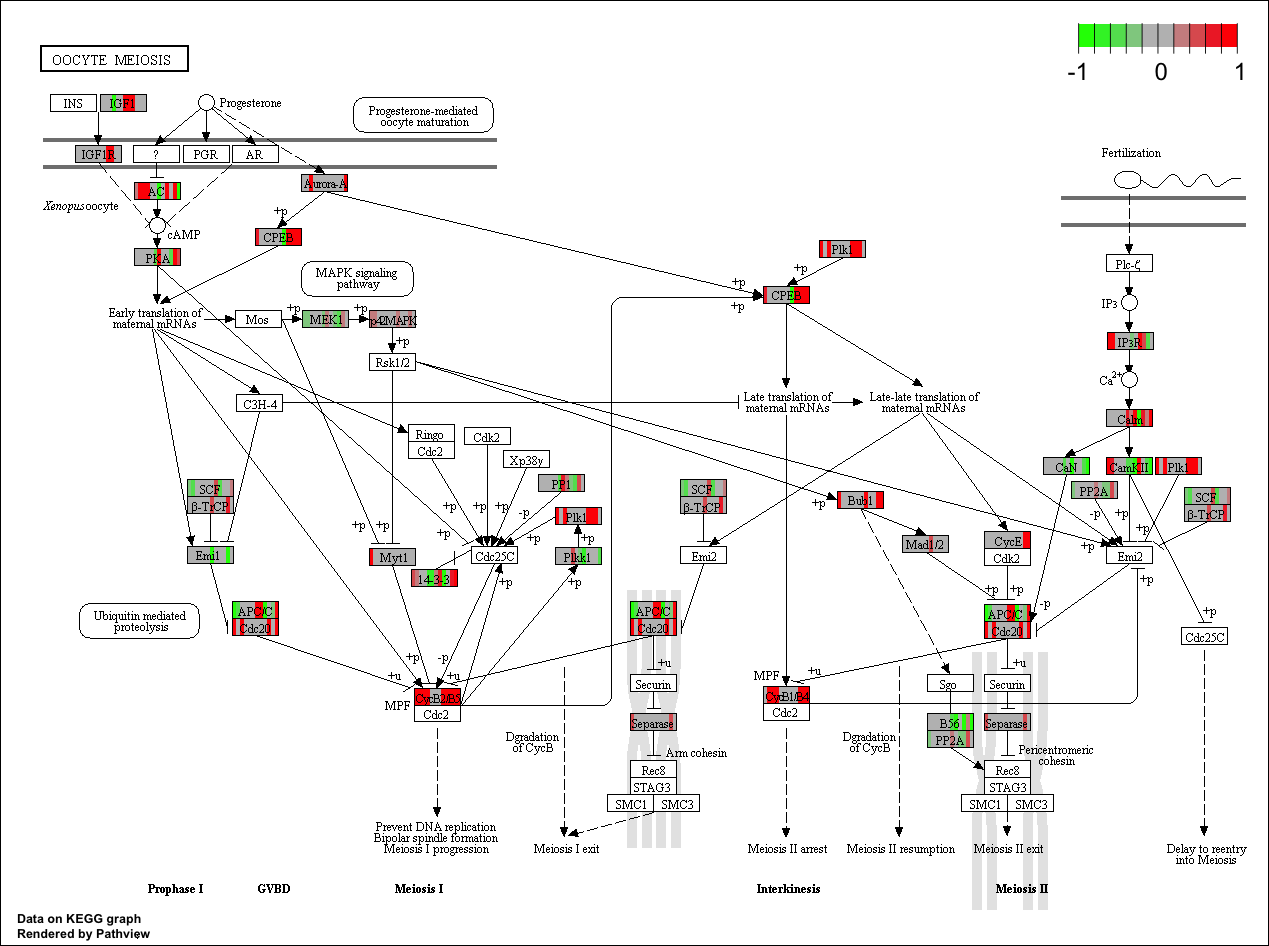 OOCYTE MEIOSIS
-1
0
1
INS
IGF1
Progesterone
Progesterone-mediated
oocyte maturation
IGF1R
?
PGR
AR
Fertilization
AC
Aurora-A
Xenopus oocyte
cAMP
+p
CPEB
PKA
Plk1
+p
Plc-ζ
MAPK signaling
pathway
+p
CPEB
+p
IP3
Early translation of
maternal mRNAs
Mos
+p
MEK1
+p
p42MAPK
+p
Rsk1/2
IP3R
Ca2+
C3H-4
Late translation of
maternal mRNAs
Late-late translation of
maternal mRNAs
Calm
Ringo
Cdc2
Cdk2
Xp38γ
CaN
CamKII
Plk1
SCF
β-TrCP
PP1
SCF
β-TrCP
PP2A
SCF
β-TrCP
+p
+p
+p
-p
Plk1
+p
Bub1
-p
+p
+p
+p
+p
+p
+p
Emi1
Myt1
Cdc25C
Plkk1
Emi2
Mad1/2
CycE
Cdk2
+p
Emi2
14-3-3
+p
+p
+p
+p
+p
-p
+p
Ubiquitin mediated
proteolysis
APC/C
Cdc20
APC/C
Cdc20
APC/C
Cdc20
Cdc25C
+p
-p
+u
+u
+u
+u
+u
MPF
CycB2/B5
Cdc2
Securin
MPF
CycB1/B4
Cdc2
Sgo
Securin
Separase
B56
PP2A
Separase
Dgradation
of CycB
Arm cohesin
Dgradation
of CycB
Pericentromeric
cohesin
Rec8
STAG3
SMC1
SMC3
Rec8
STAG3
SMC1
SMC3
Prevent DNA replication
Bipolar spindle formation
Meiosis I progression
Meiosis I exit
Meiosis II arrest
Meiosis II resumption
Meiosis II exit
Delay to reentry
into Meiosis
Prophase I
GVBD
Meiosis I
Interkinesis
Meiosis II
Data on KEGG graph
Rendered by Pathview